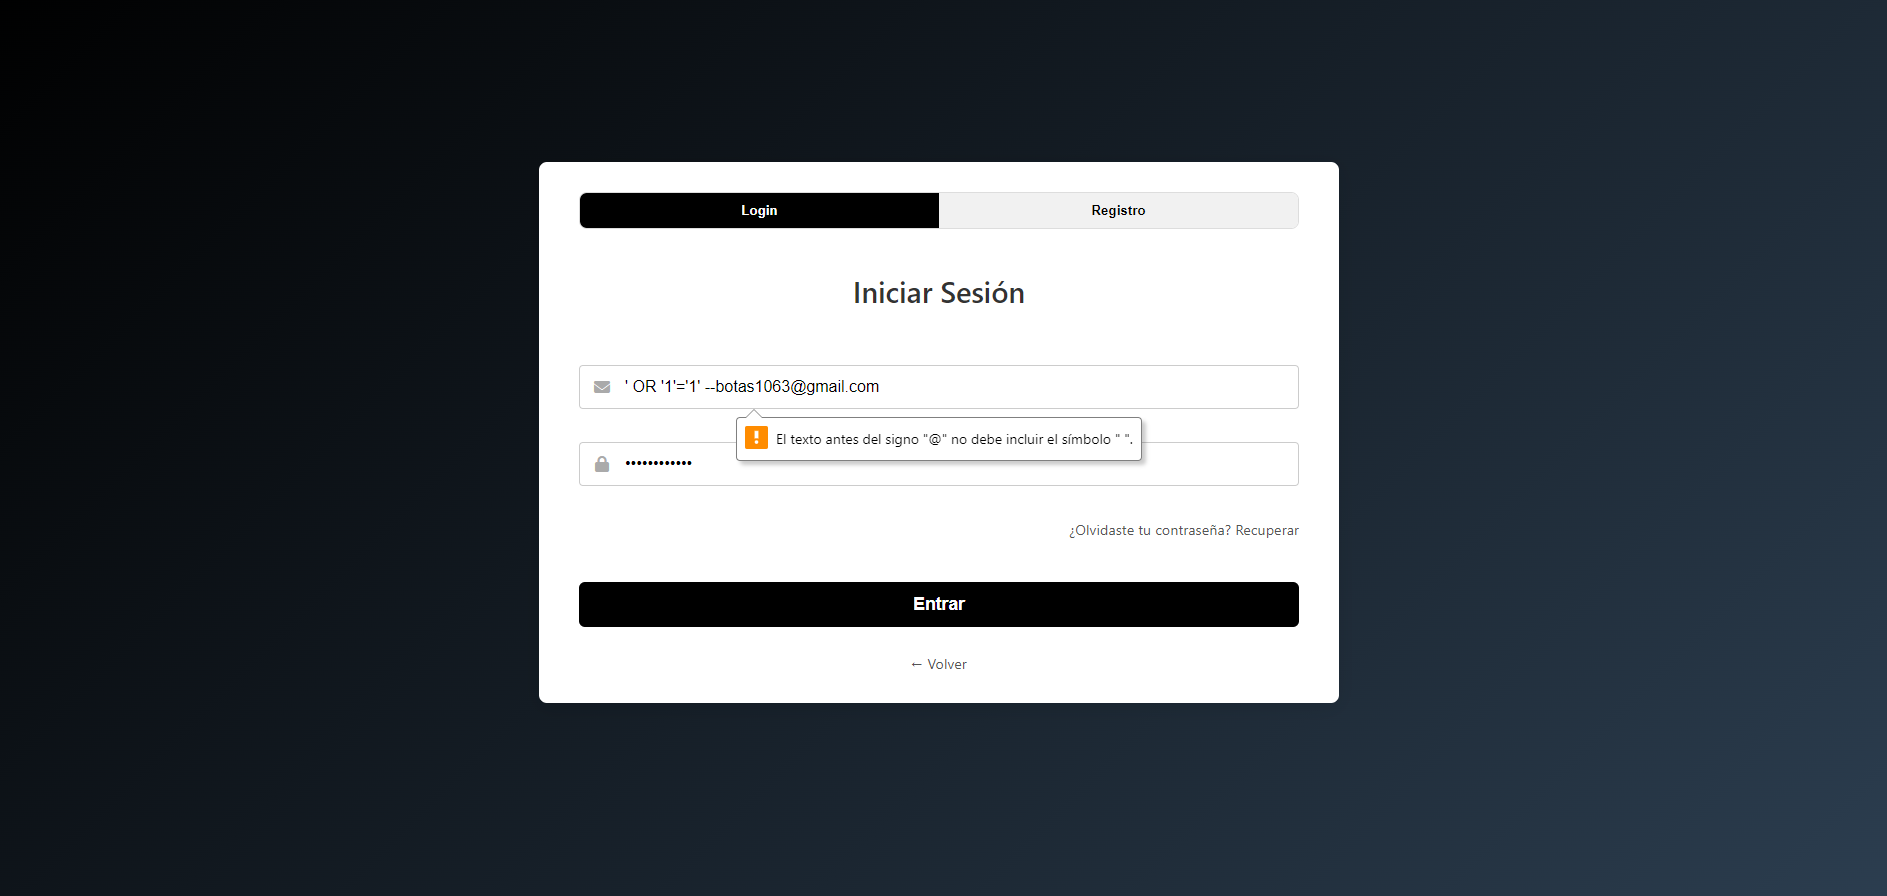 Login
Registro
Iniciar Sesión
' OR '1'='1' --botas1063@gmail.com
El texto antes del signo "@" no debe incluir el símbolo " ".
••••••••••••
¿Olvidaste tu contraseña? Recuperar
Entrar
← Volver